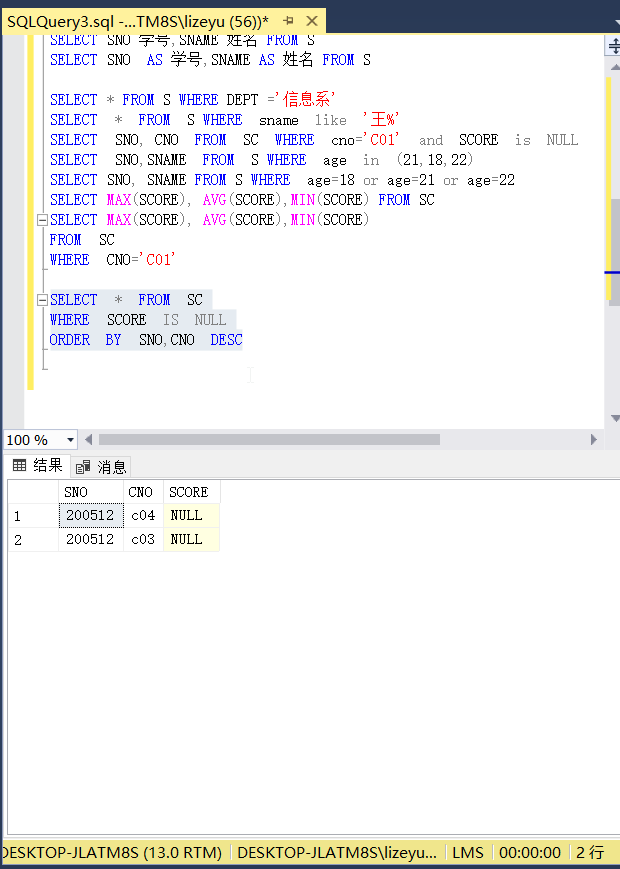 SQLQuery3.sql -...TM8S\lizeyu (56))*
SELECT SNO 学号,SNAME 姓名 FROM S
SELECT SNO AS 学号,SNAME AS 姓名 FROM S
SELECT * FROM S WHERE DEPT ='信息系'
SELECT * FROM S WHERE sname like '王%'
SELECT SNO, CNO FROM SC WHERE cno='C01' and SCORE is NULL
SELECT SNO,SNAME FROM S WHERE age in (21,18,22)
SELECT SNO, SNAME FROM S WHERE age=18 or age=21 or age=22
SELECT MAX(SCORE), AVG(SCORE),MIN(SCORE) FROM SC
SELECT MAX(SCORE), AVG(SCORE),MIN(SCORE)
FROM SC
WHERE CNO='C01'
SELECT * FROM SC
WHERE SCORE IS NULL
ORDER BY SNO,CNO DESC
100 %
结果 消息
SNO CNO SCORE
1 200512 c04 NULL
2 200512 c03 NULL
DESKTOP-JLATM8S (13.0 RTM) DESKTOP-JLATM8S\lizeyu... LMS 00:00:00 2 行